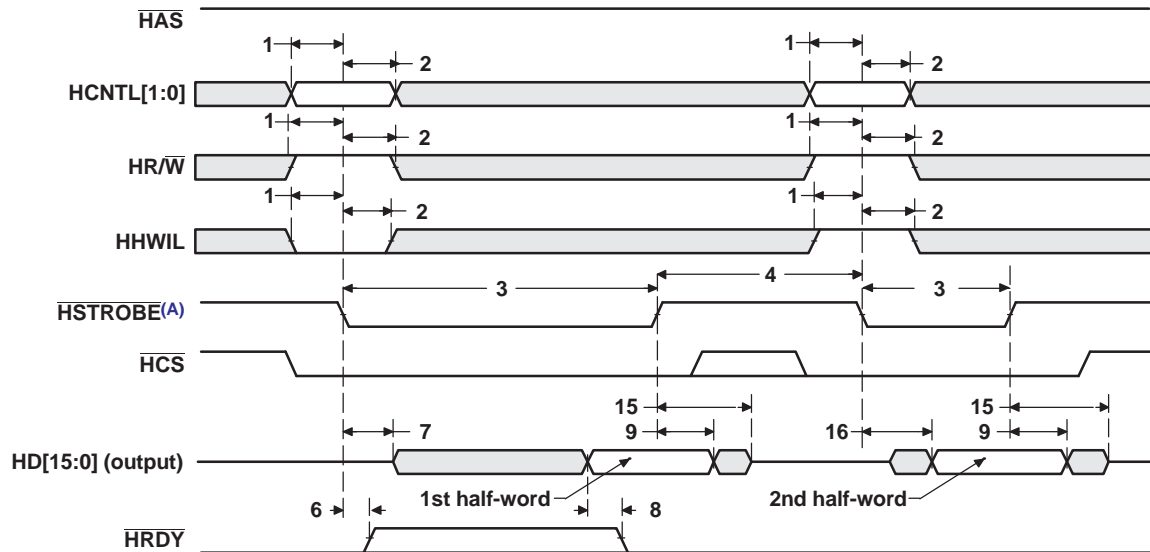 HAS
1
2
HCNTL[1:0]
1
2
1
2
HR/W
1
2
1
2
HHWIL
1
2
1
2
3
4
3
HSTROBE(A)
HCS
15
15
7
9
16
9
HD[15:0] (output)
1st half-word
2nd half-word
6
8
HRDY